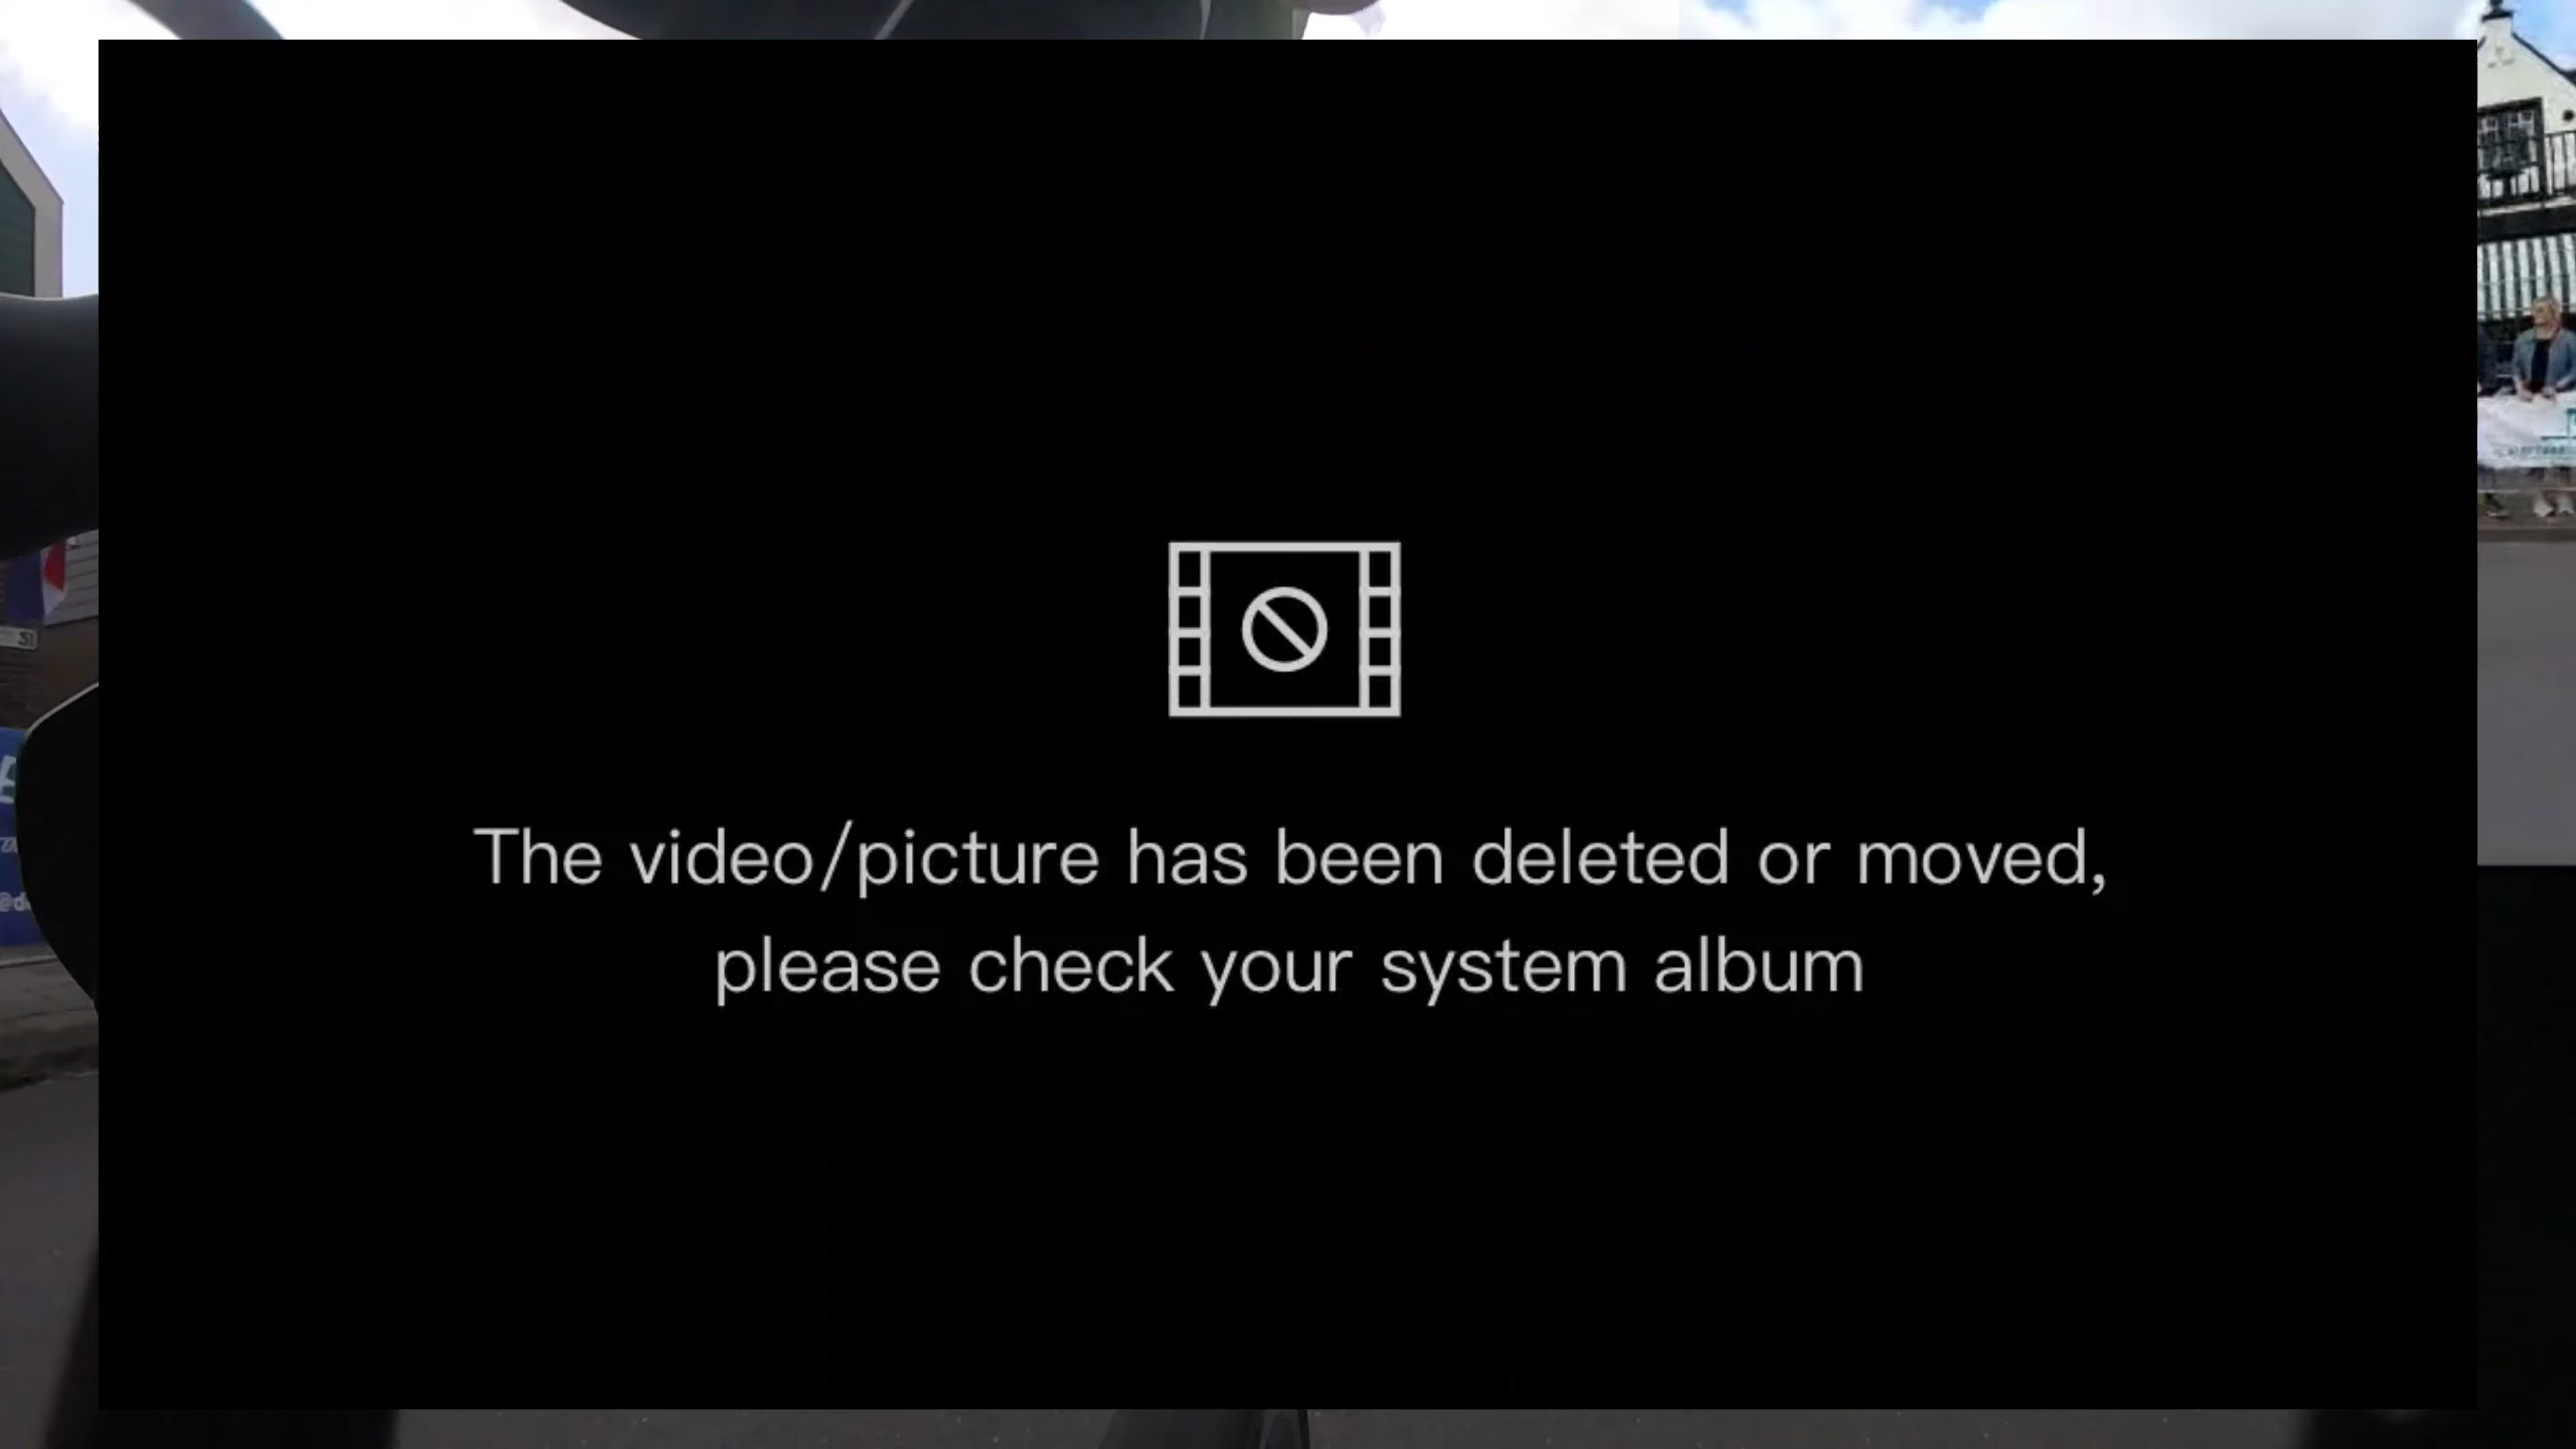 The video/picture has been deleted or moved,
please check your system album